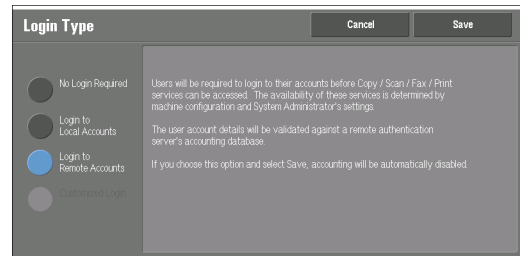 Login Type
Cancel
Save
No Login Required
Login to
Local Accounts
Login to
Remote Accounts
Customized Login
Users will be required to login to their accounts before Copy / Scan / Fax / Print
services can be accessed. The availability of these services is determined by
machine configuration and System Administrator's settings.
The user account details will be validated against a remote authentication
server's accounting database.
If you choose this option and select Save, accounting will be automatically disabled.